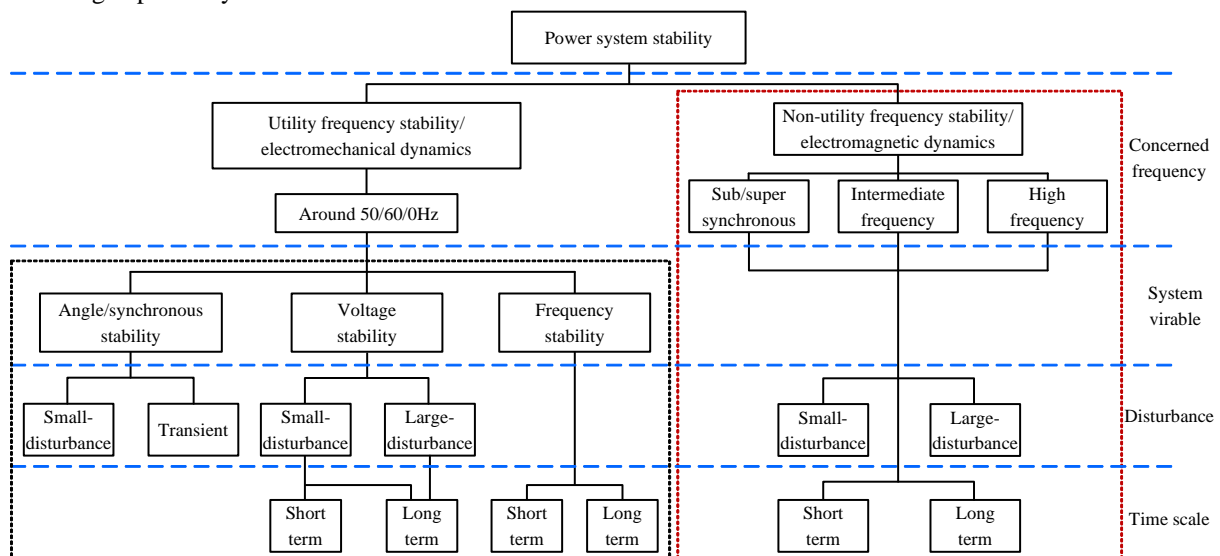 Power system stability
Utility frequency stability/
electromechanical dynamics
Non-utility frequency stability/
electromagnetic dynamics
Concerned
frequency
Around 50/60/0Hz
Sub/super
synchronous
Intermediate
frequency
High
frequency
Angle/synchronous
stability
Voltage
stability
Frequency
stability
System
virable
Small-
disturbance
Transient
Small-
disturbance
Large-
disturbance
Small-
disturbance
Large-
disturbance
Disturbance
Short
term
Long
term
Short
term
Long
term
Short
term
Long
term
Time scale